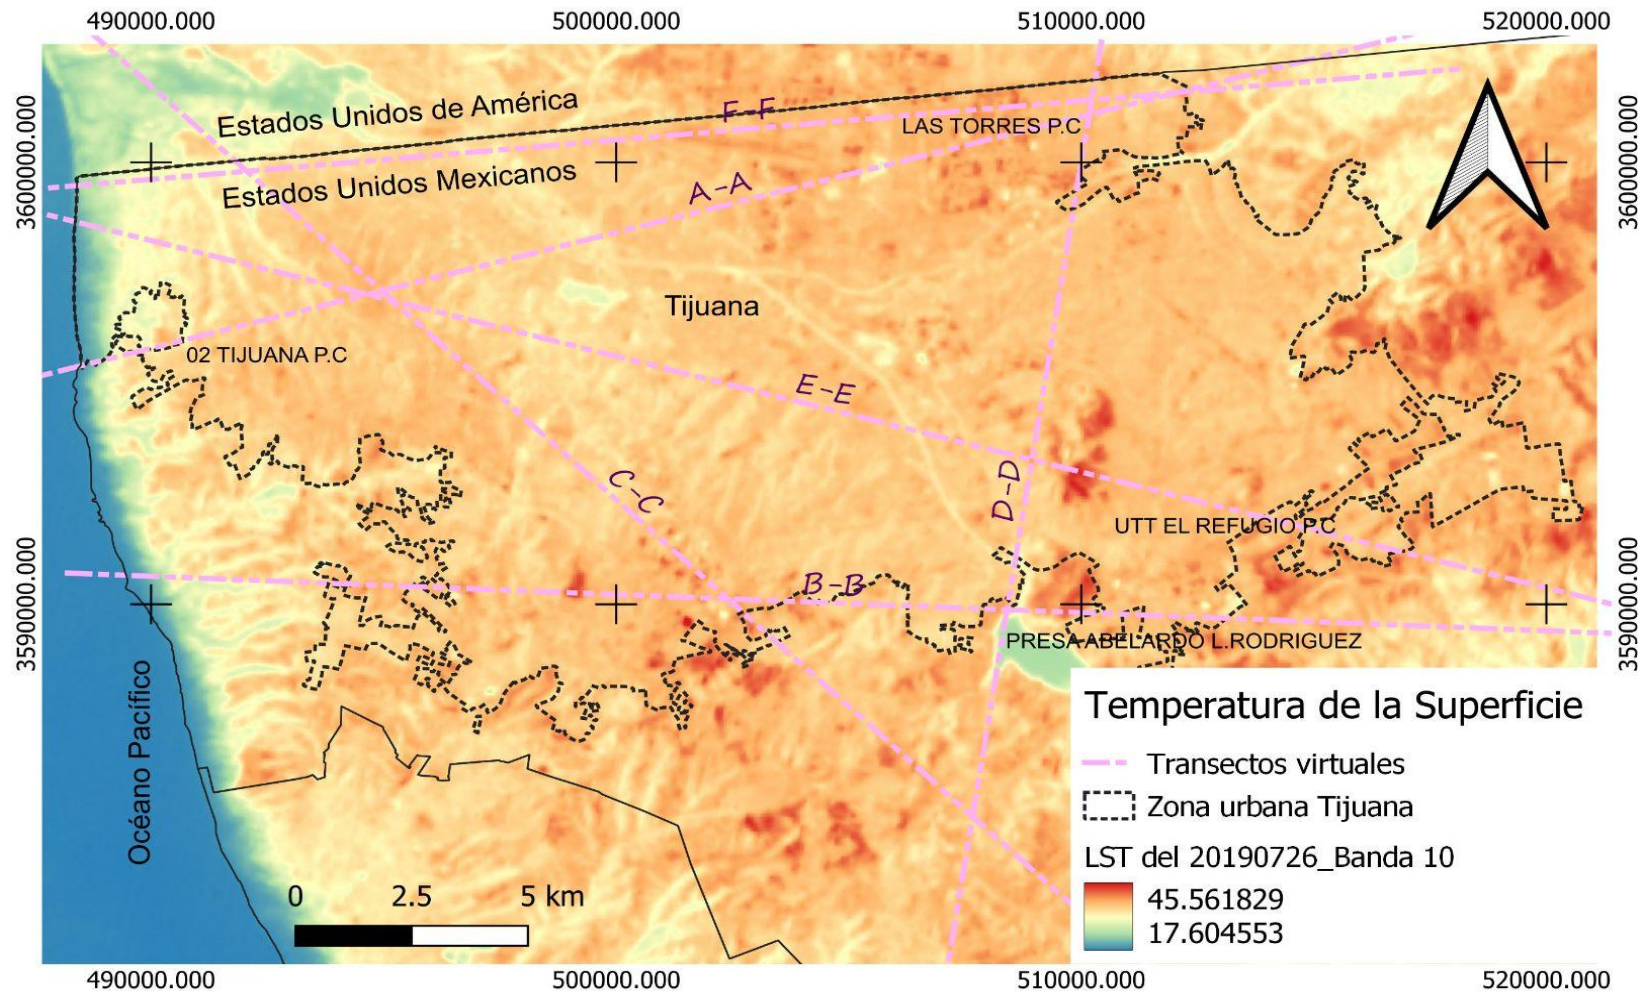 490000.000 500000.000 510000.000 520000.000
3600000.000
3600000.000
Estados Unidos de América
F-F
LAS TORRES P.C
Estados Unidos Mexicanos
A-A
Tijuana
02 TIJUANA P.C
E-E
C-C
D-D
UTT EL REFUGIO P.C
3590000.000
3590000.000
B-B
PRESA ABELARDO L.RODRIGUEZ
Océano Pacífico
Temperatura de la Superficie
Transectos virtuales
Zona urbana Tijuana
LST del 20190726_Banda 10
45.561829
17.604553
0 2.5 5 km
490000.000 500000.000 510000.000 520000.000